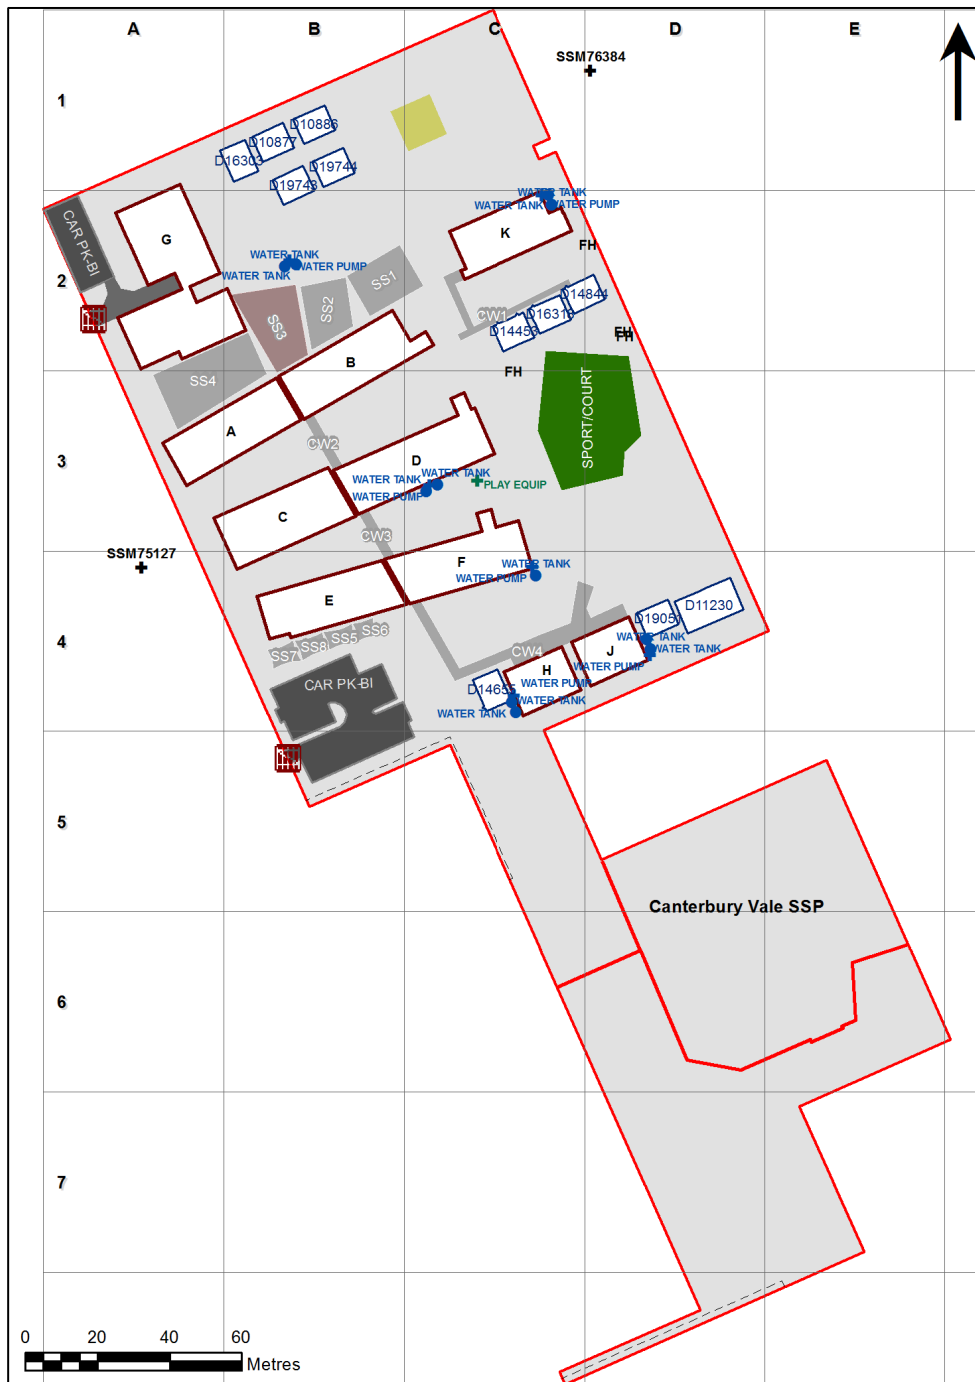 A
B
C
D
E
SSM76384
1
D10886
D10877
D16303
D19744
D19743
WATER TANK
WATER TANK
WATER PUMP
CAR PK-BI
G
K
FH
WATER TANK
WATER PUMP
WATER TANK
2
SS1
SS2
SS3
D14844
D16318
CW1
D14453
FH
FH
B
FH
SS4
SPORT/COURT
A
CW2
3
D
WATER TANK
WATER TANK
PLAY EQUIP
WATER PUMP
C
CW3
SSM75127
F
WATER TANK
WATER PUMP
E
D11230
D19051
SS6
SS5
SS8
SS7
4
WATER TANK
WATER TANK
CW4
J
H
WATER PUMP
CAR PK-BI
D14655
WATER PUMP
WATER TANK
WATER TANK
5
Canterbury Vale SSP
6
7
0 20 40 60
Metres